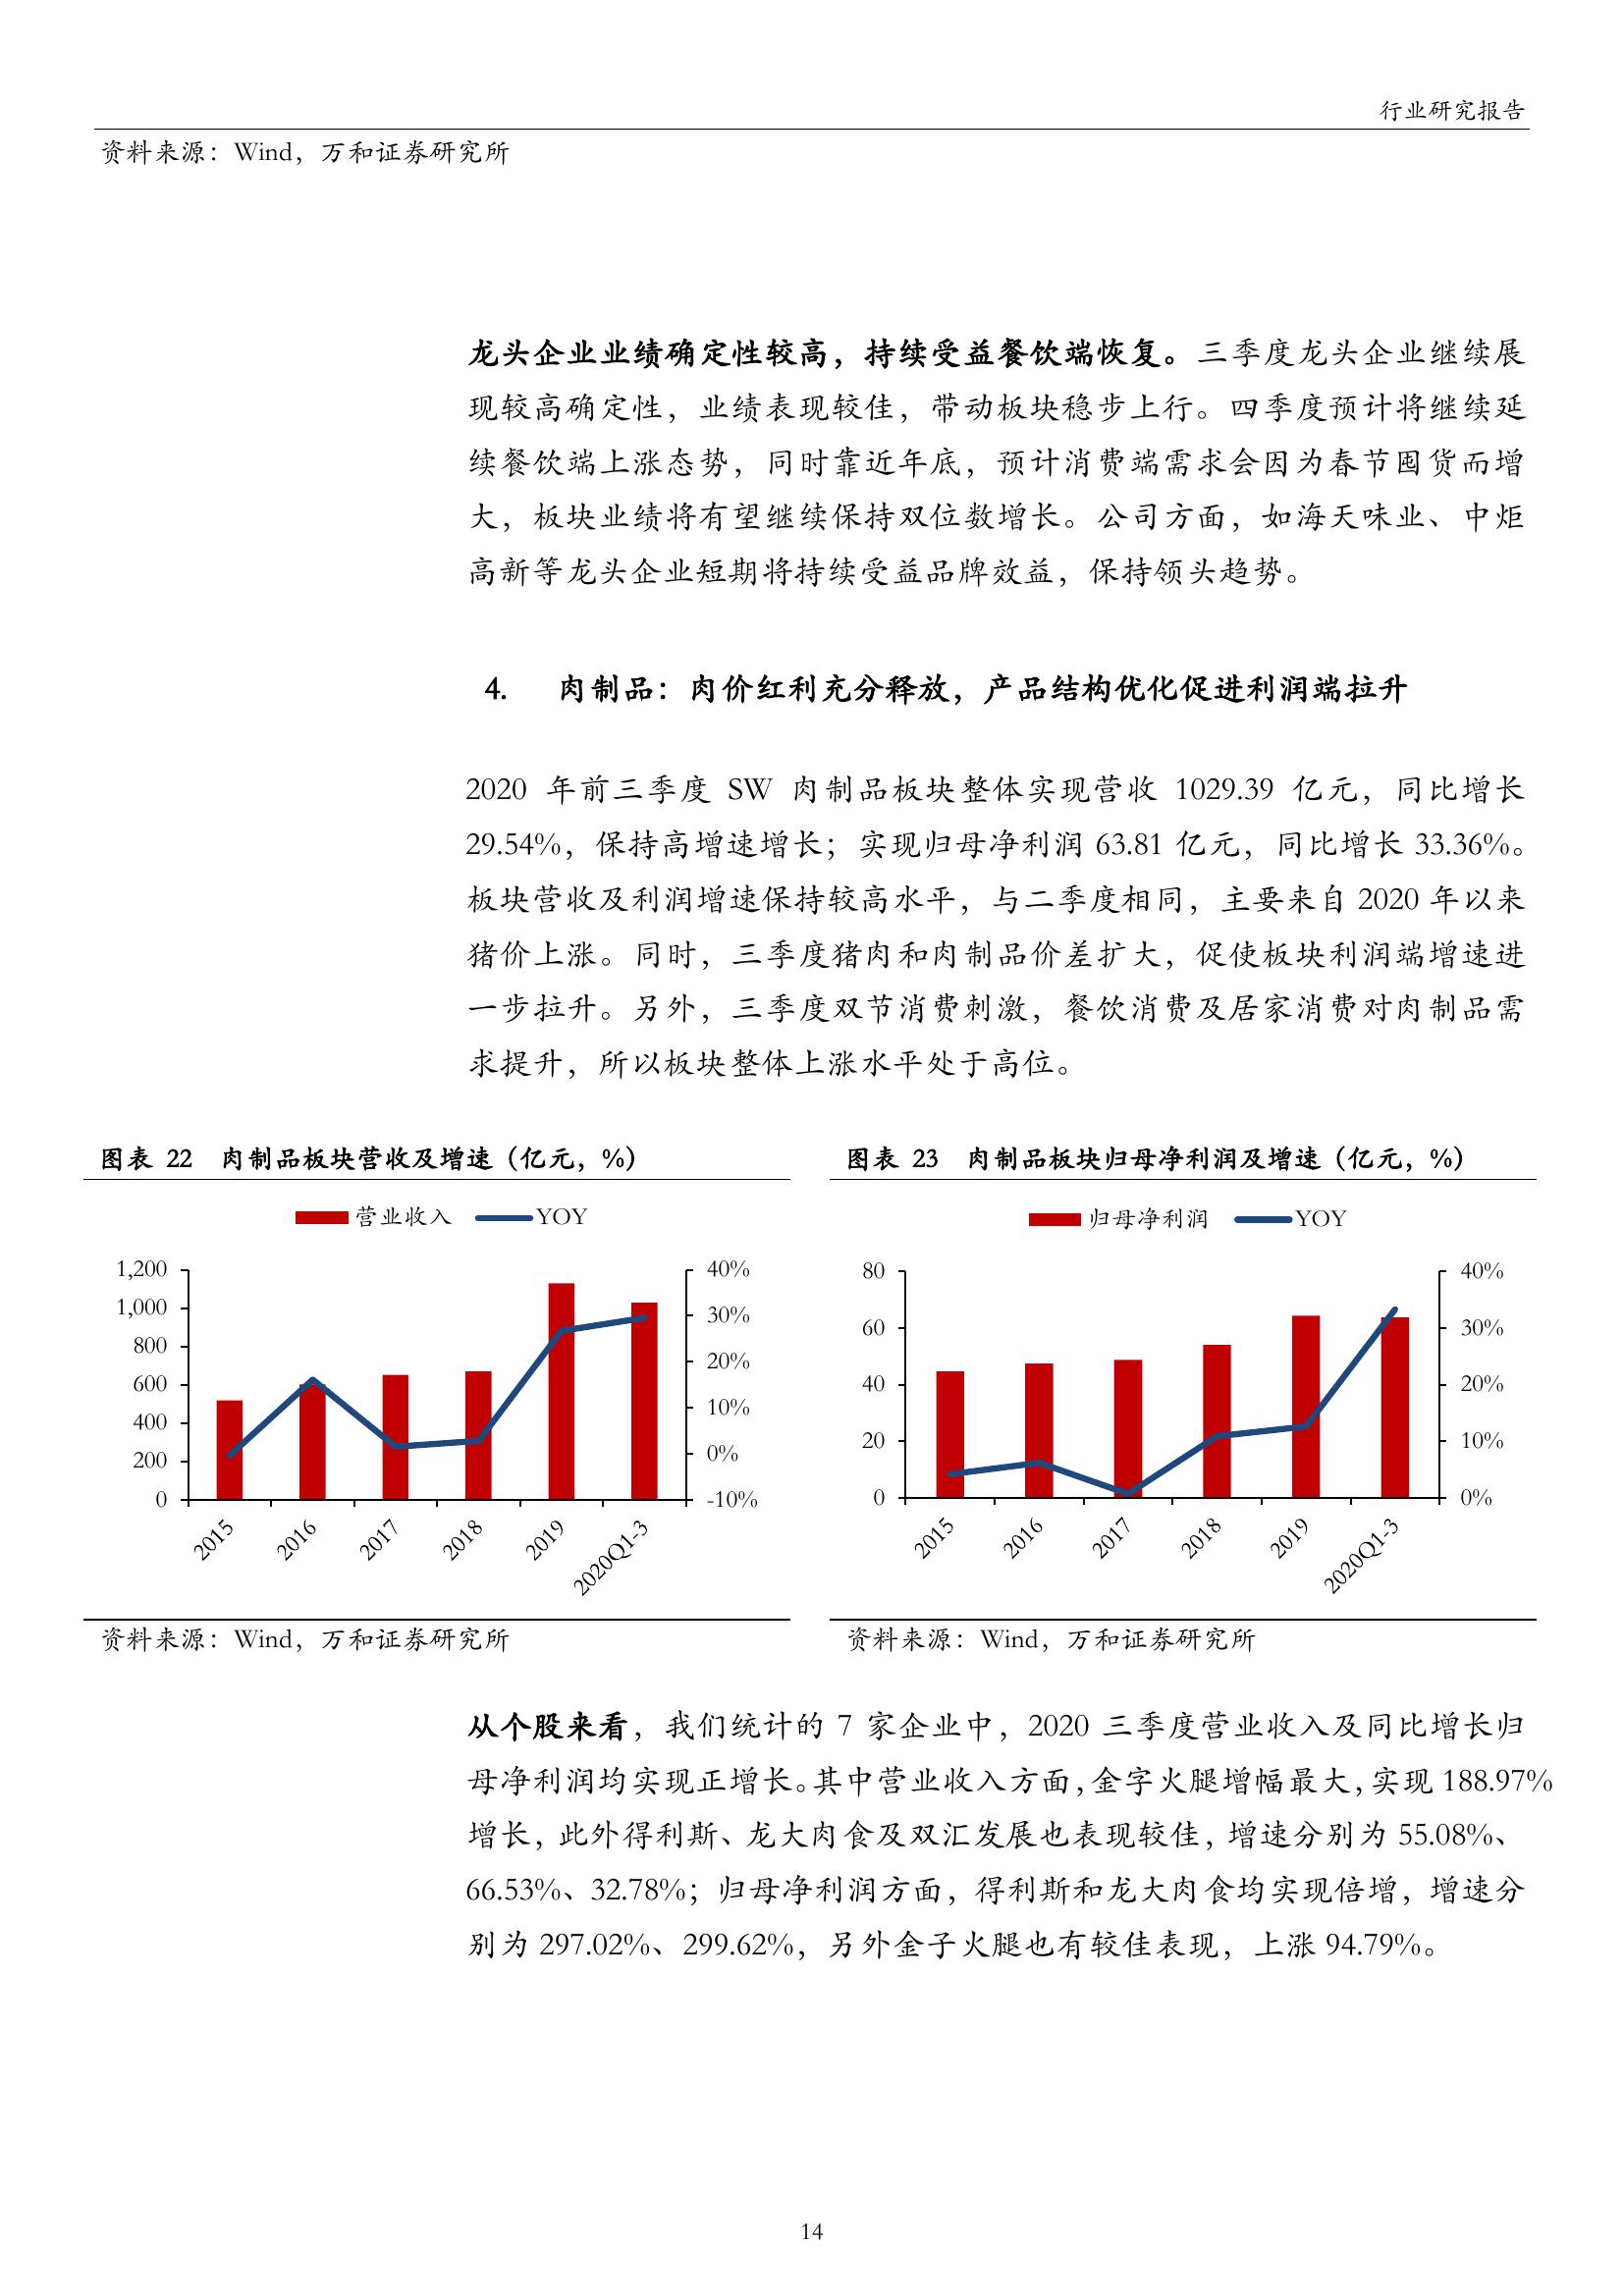 行业研究报告
资料来源：Wind，万和证券研究所
龙头企业业绩确定性较高，持续受益餐饮端恢复。三季度龙头企业继续展
现较高确定性，业绩表现较佳，带动板块稳步上行。四季度预计将继续延
续餐饮端上涨态势，同时靠近年底，预计消费端需求会因为春节囤货而增
大，板块业绩将有望继续保持双位数增长。公司方面，如海天味业、中炬
高新等龙头企业短期将持续受益品牌效益，保持领头趋势。
4. 肉制品：肉价红利充分释放，产品结构优化促进利润端拉升
2020 年前三季度 SW 肉制品板块整体实现营收 1029.39 亿元，同比增长
29.54%，保持高增速增长；实现归母净利润 63.81 亿元，同比增长 33.36%。
板块营收及利润增速保持较高水平，与二季度相同，主要来自 2020 年以来
猪价上涨。同时，三季度猪肉和肉制品价差扩大，促使板块利润端增速进
一步拉升。另外，三季度双节消费刺激，餐饮消费及居家消费对肉制品需
求提升，所以板块整体上涨水平处于高位。
图表 22 肉制品板块营收及增速（亿元，%）
营业收入 YOY
1,200
1,000
800
600
400
200
0
40%
30%
20%
10%
0%
-10%
2015
2016
2017
2018
2019
2020Q1-3
资料来源：Wind，万和证券研究所
图表 23 肉制品板块归母净利润及增速（亿元，%）
归母净利润 YOY
80
60
40
20
0
40%
30%
20%
10%
0%
2015
2016
2017
2018
2019
2020Q1-3
资料来源：Wind，万和证券研究所
从个股来看，我们统计的 7 家企业中，2020 三季度营业收入及同比增长归
母净利润均实现正增长。其中营业收入方面，金字火腿增幅最大，实现 188.97%
增长，此外得利斯、龙大肉食及双汇发展也表现较佳，增速分别为 55.08%、
66.53%、32.78%；归母净利润方面，得利斯和龙大肉食均实现倍增，增速分
别为 297.02%、299.62%，另外金子火腿也有较佳表现，上涨 94.79%。
14